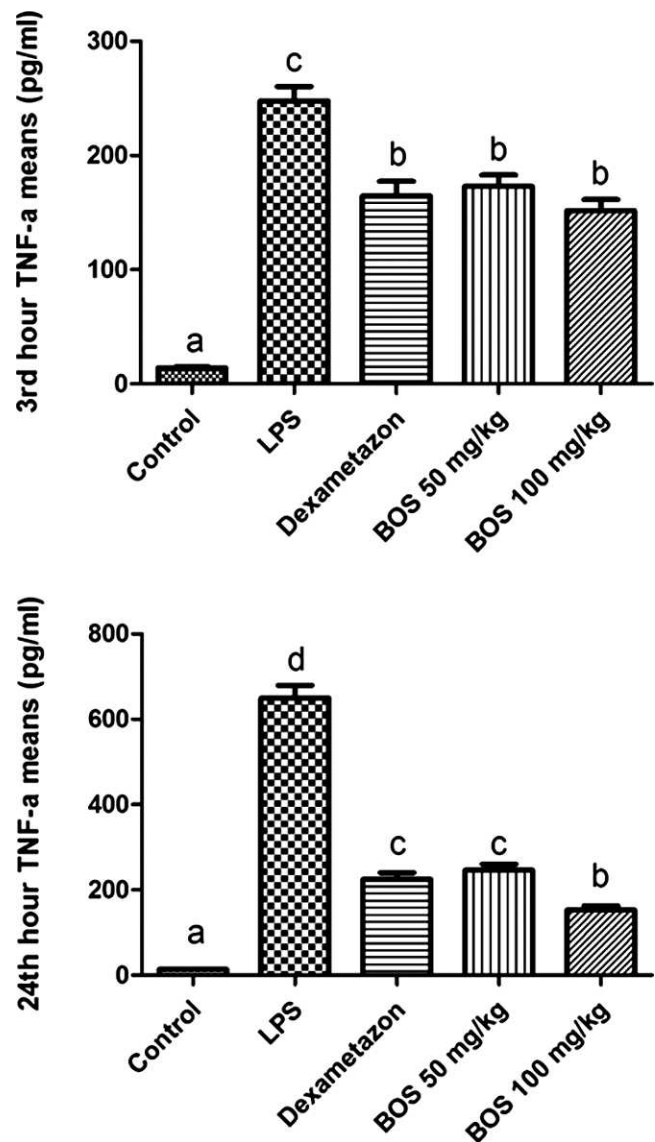 3rd hour TNF-a means (pg/ml)
300
200
100
0
a
c
b
b
b
Control
LPS
Dexametazon
BOS 50 mg/kg
BOS 100 mg/kg
24th hour TNF-a means (pg/ml)
800
600
400
200
0
a
d
c
c
b
Control
LPS
Dexametazon
BOS 50 mg/kg
BOS 100 mg/kg